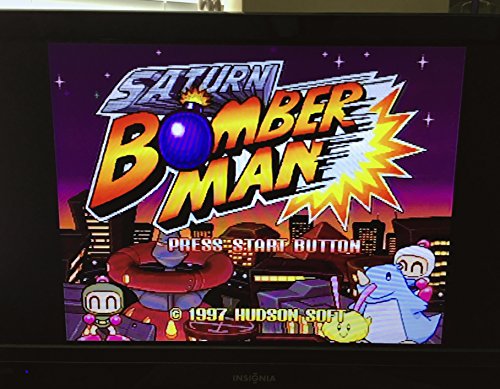 SATURN
BOMBER
MAN
PRESS START BUTTON
© 1997 HUDSON SOFT
INSIGNIA